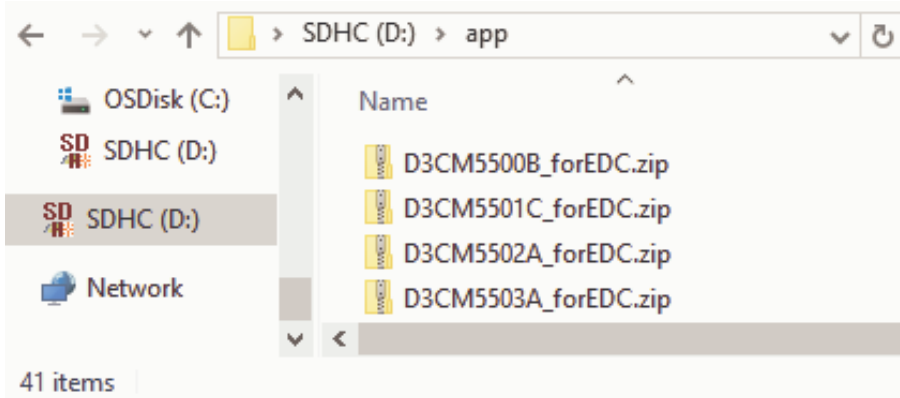 SDHC (D:) > app
Name
OSDisk (C:)
SDHC (D:)
SDHC (D:)
Network
D3CM5500B_forEDC.zip
D3CM5501C_forEDC.zip
D3CM5502A_forEDC.zip
D3CM5503A_forEDC.zip
41 items